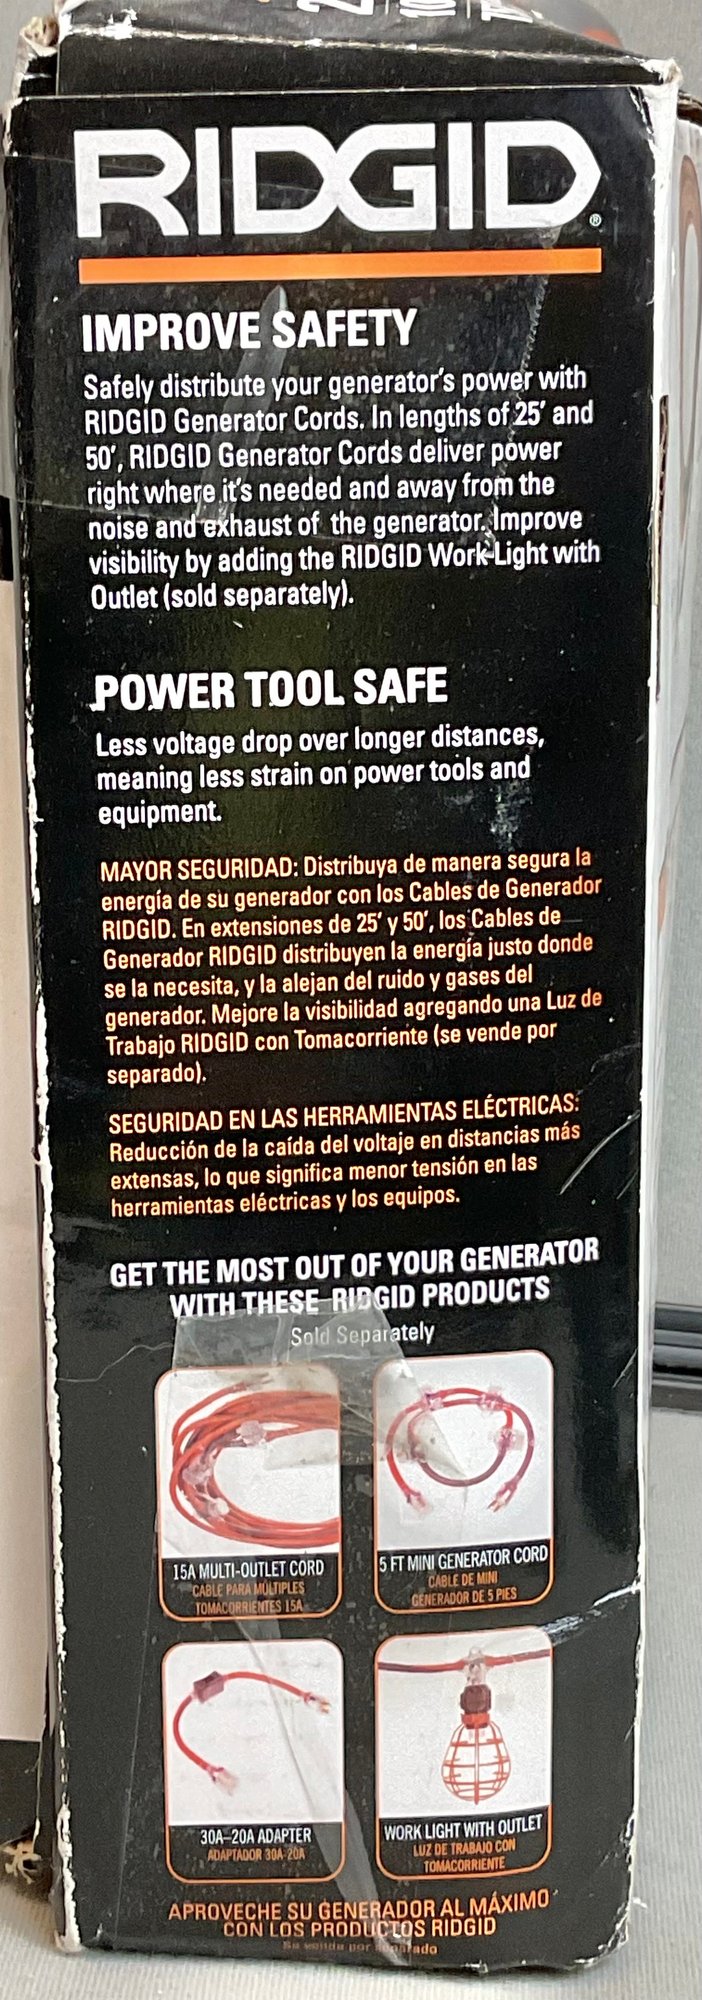 RIDGID®
IMPROVE SAFETY
Safely distribute your generator's power with
RIDGID Generator Cords. In lengths of 25' and
50', RIDGID Generator Cords deliver power
right where it's needed and away from the
noise and exhaust of the generator. Improve
visibility by adding the RIDGID Work Light with
Outlet (sold separately).
POWER TOOL SAFE
Less voltage drop over longer distances,
meaning less strain on power tools and
equipment.
MAYOR SEGURIDAD: Distribuya de manera segura la
energía de su generador con los Cables de Generador
RIDGID. En extensiones de 25' y 50', los Cables de
Generador RIDGID distribuyen la energía justo donde
se la necesita, y la alejan del ruido y gases del
generador. Mejore la visibilidad agregando una Luz de
Trabajo RIDGID con Tomacorriente (se vende por
separado).
SEGURIDAD EN LAS HERRAMIENTAS ELÉCTRICAS:
Reducción de la caída del voltaje en distancias más
extensas, lo que significa menor tensión en las
herramientas eléctricas y los equipos.
GET THE MOST OUT OF YOUR GENERATOR
WITH THESE RIDGID PRODUCTS
Sold Separately
15A MULTI-OUTLET CORD
CABLE PARA MÚLTIPLES
TOMACORRIENTES 15A
5 FT MINI GENERATOR CORD
CABLE DE MINI
GENERADOR DE 5 PIES
30A–20A ADAPTER
ADAPTADOR 30A-20A
WORK LIGHT WITH OUTLET
LUZ DE TRABAJO CON
TOMACORRIENTE
APROVECHE SU GENERADOR AL MÁXIMO
CON LOS PRODUCTOS RIDGID
Se vende por separado